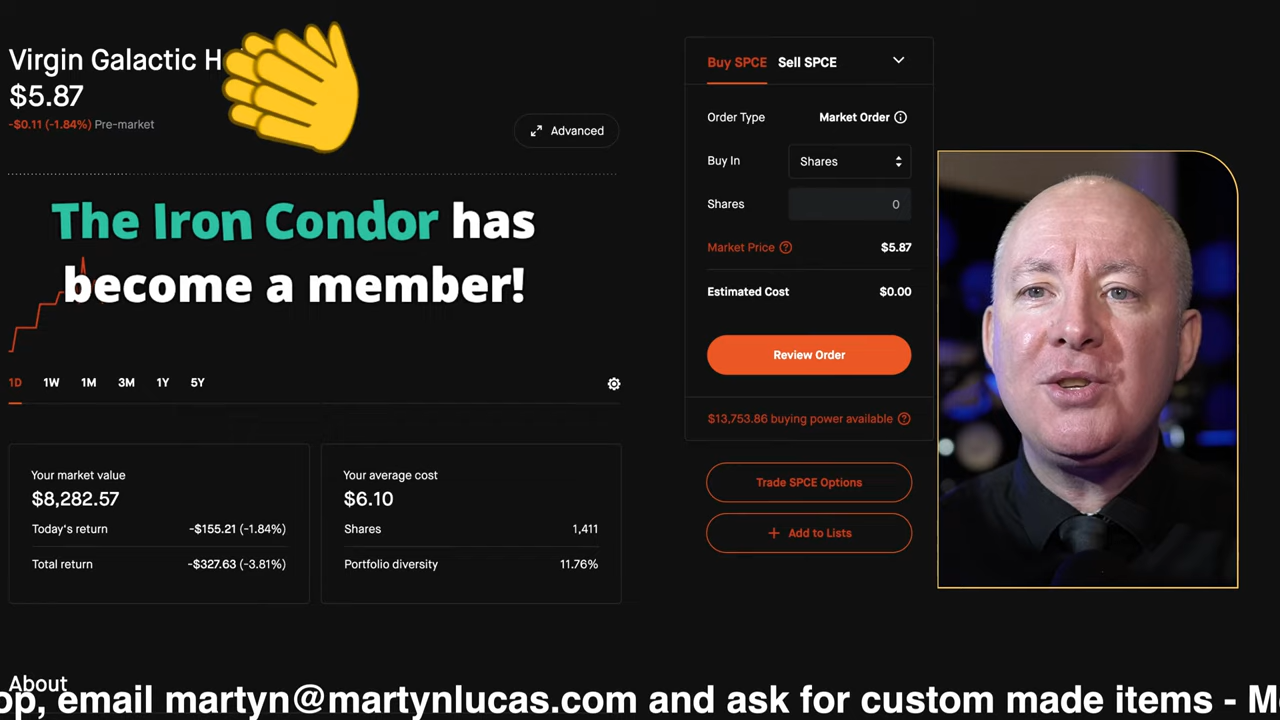 Virgin Galactic H
$5.87
-$0.11 (-1.84%) Pre-market
Advanced
The Iron Condor has
become a member!
1D 1W 1M 3M 1Y 5Y
Your market value
$8,282.57
Today's return -$155.21 (-1.84%)
Total return -$327.63 (-3.81%)
Your average cost
$6.10
Shares 1,411
Portfolio diversity 11.76%
Buy SPCE Sell SPCE
Order Type Market Order
Buy In Shares
Shares 0
Market Price $5.87
Estimated Cost $0.00
Review Order
$13,753.86 buying power available
Trade SPCE Options
+ Add to Lists
About
op, email martyn@martynlucas.com and ask for custom made items - M